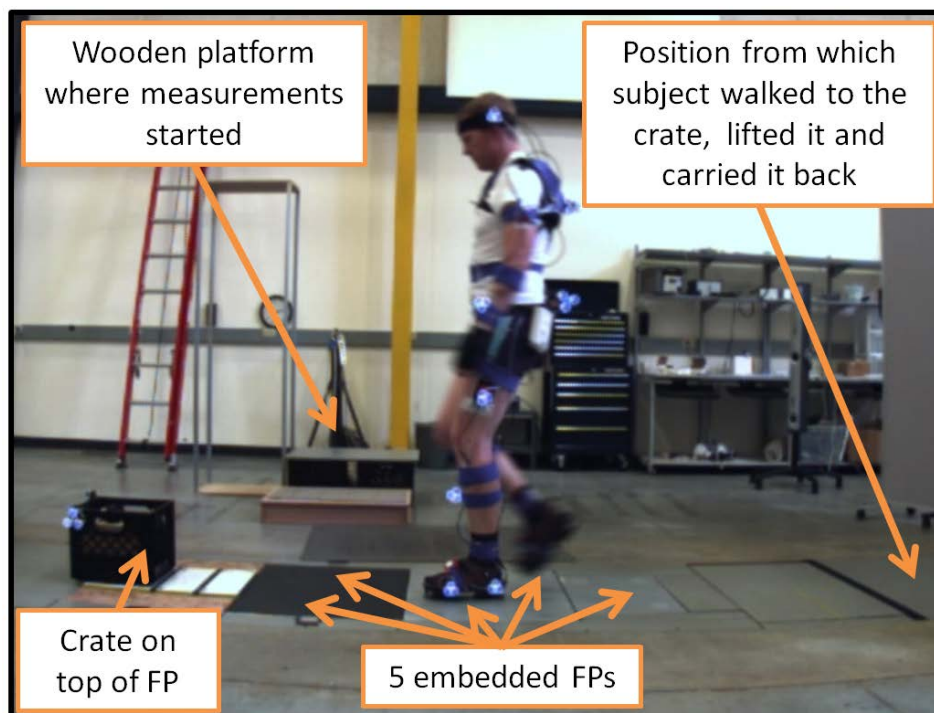 Wooden platform
where measurements
started
Position from which
subject walked to the
crate, lifted it and
carried it back
Crate on
top of FP
5 embedded FPs